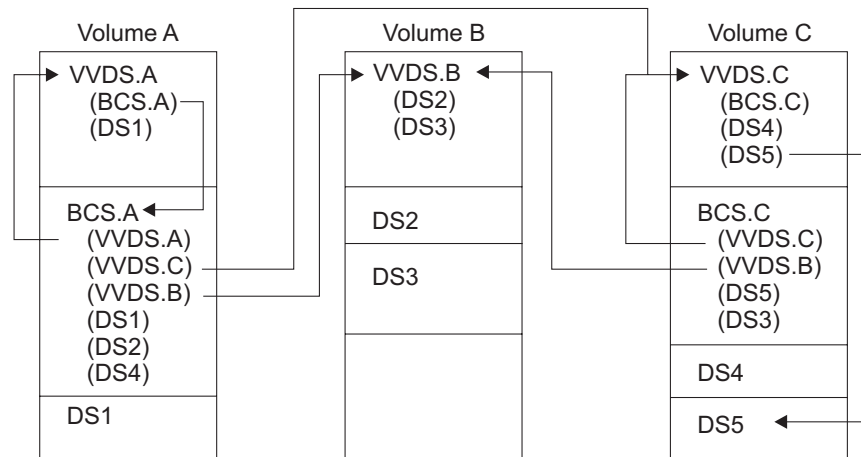 Volume A
VVDS.A
(BCS.A)
(DS1)
BCS.A
(VVDS.A)
(VVDS.C)
(VVDS.B)
(DS1)
(DS2)
(DS4)
DS1
Volume B
VVDS.B
(DS2)
(DS3)
DS2
DS3
Volume C
VVDS.C
(BCS.C)
(DS4)
(DS5)
BCS.C
(VVDS.C)
(VVDS.B)
(DS5)
(DS3)
DS4
DS5